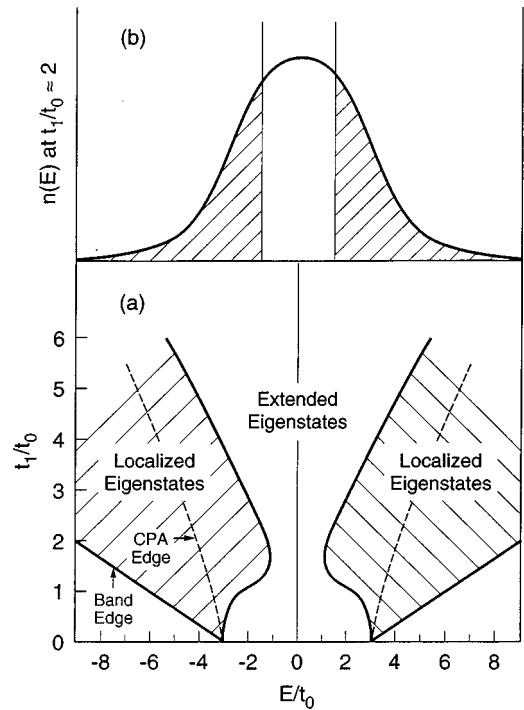 (b)
n(E) at t₁/t₀ ≈ 2
(a)
6
5
4
3
2
1
0
t₁/t₀
Extended
Eigenstates
Localized
Eigenstates
Localized
Eigenstates
CPA
Edge
Band
Edge
-8 -6 -4 -2 0 2 4 6 8
E/t₀